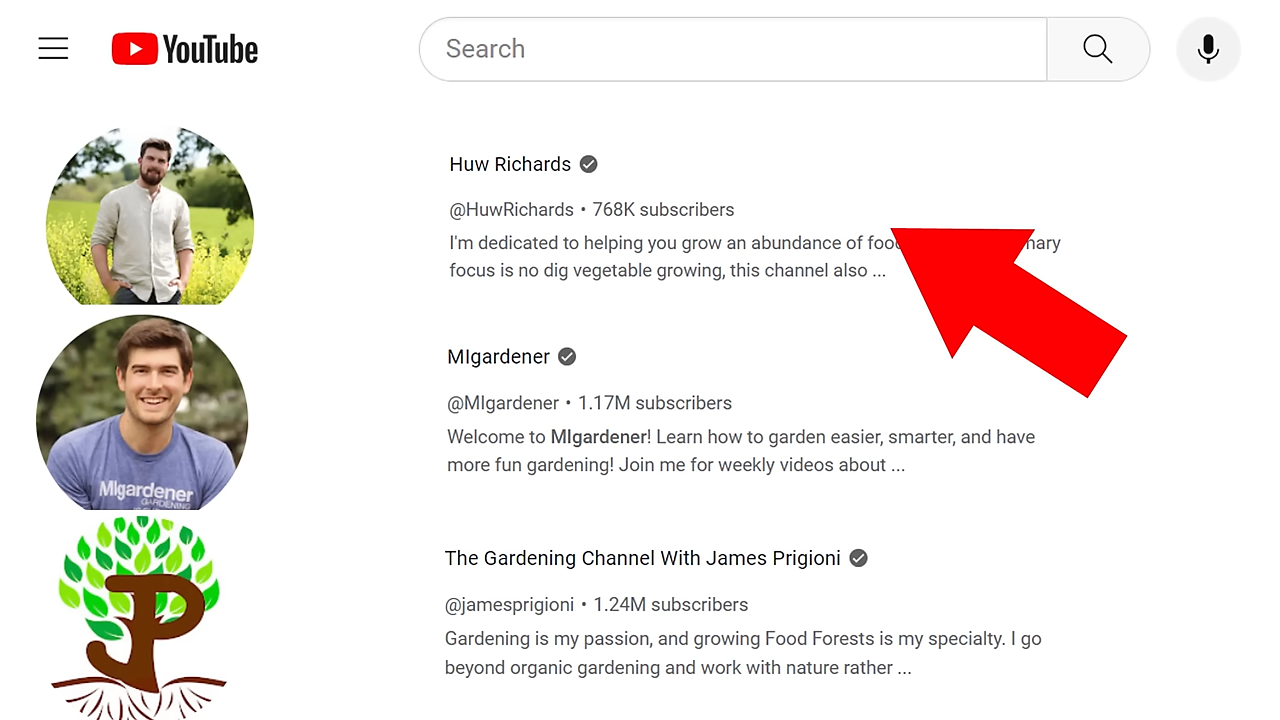 YouTube
Search
Huw Richards
@HuwRichards • 768K subscribers
I'm dedicated to helping you grow an abundance of
focus is no dig vegetable growing, this channel also ...
MIgardener
@MIgardener • 1.17M subscribers
Welcome to MIgardener! Learn how to garden easier, smarter, and have
more fun gardening! Join me for weekly videos about ...
MIgardener
GARDENING
The Gardening Channel With James Prigioni
@jamesprigioni • 1.24M subscribers
Gardening is my passion, and growing Food Forests is my specialty. I go
beyond organic gardening and work with nature rather ...
JP